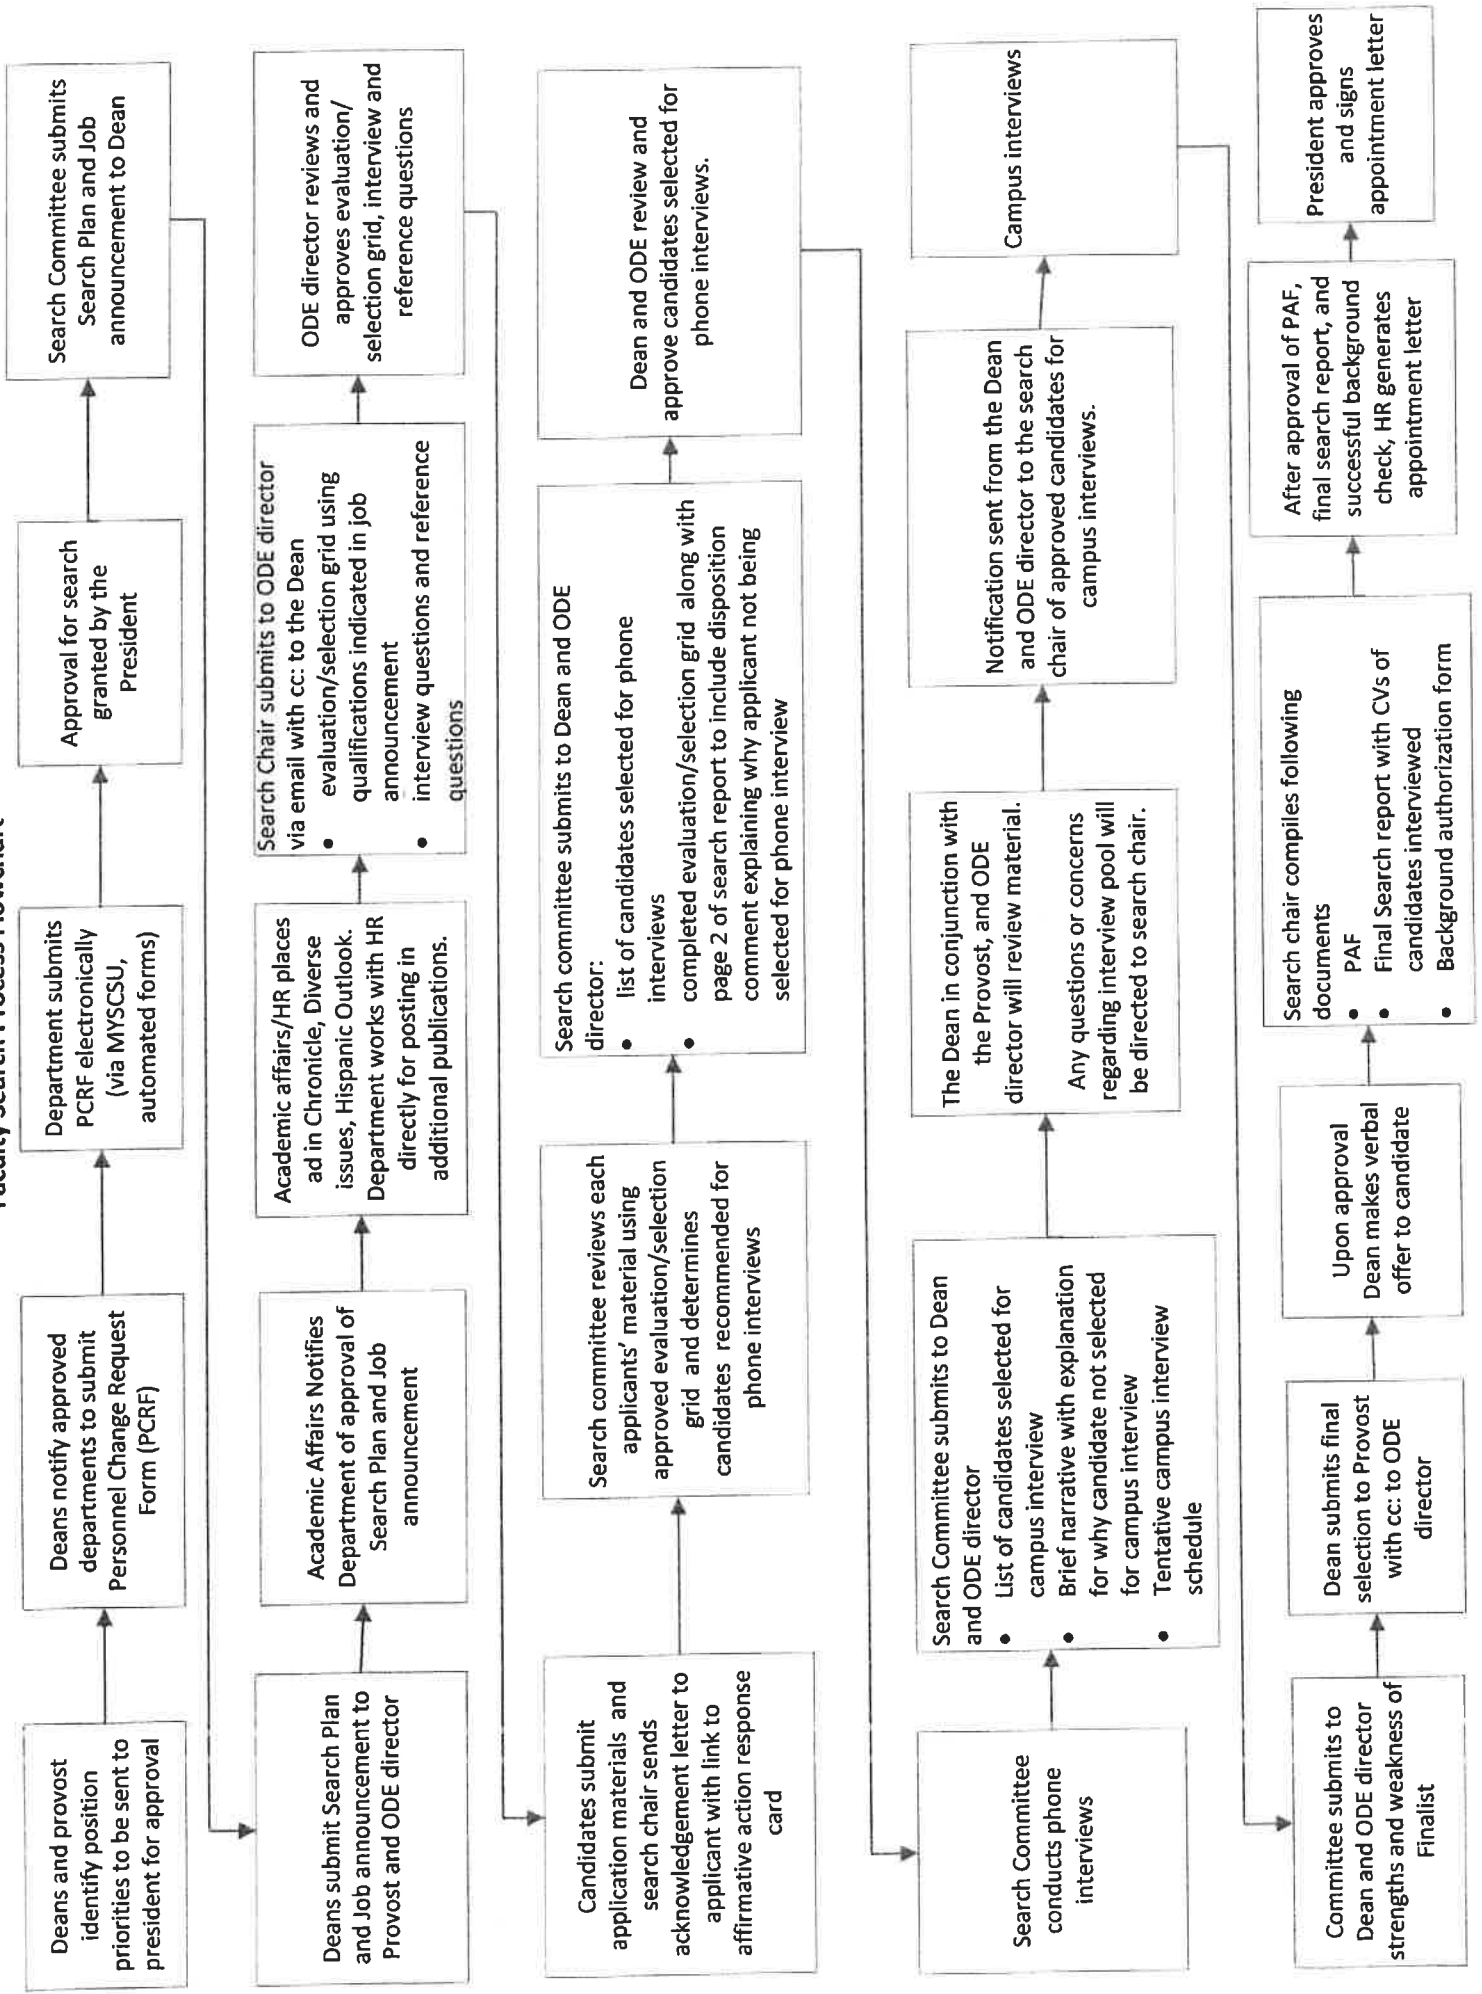 Faculty Search Process Flowchart
Deans and provost
identify position
priorities to be sent to
president for approval
Deans notify approved
departments to submit
Personnel Change Request
Form (PCRF)
Department submits
PCRF electronically
(via MYSCSU,
automated forms)
Approval for search
granted by the
President
Search Committee submits
Search Plan and Job
announcement to Dean
Deans submit Search Plan
and Job announcement to
Provost and ODE director
Academic Affairs Notifies
Department of approval of
Search Plan and Job
announcement
Academic affairs/HR places
ad in Chronicle, Diverse
issues, Hispanic Outlook.
Department works with HR
directly for posting in
additional publications.
Search Chair submits to ODE director
via email with cc: to the Dean
• evaluation/selection grid using
qualifications indicated in job
announcement
• interview questions and reference
questions
ODE director reviews and
approves evaluation/
selection grid, interview and
reference questions
Candidates submit
application materials and
search chair sends
acknowledgement letter to
applicant with link to
affirmative action response
card
Search committee reviews each
applicants' material using
approved evaluation/selection
grid and determines
candidates recommended for
phone interviews
Search committee submits to Dean and ODE
director:
• list of candidates selected for phone
interviews
• completed evaluation/selection grid along with
page 2 of search report to include disposition
comment explaining why applicant not being
selected for phone interview
Dean and ODE review and
approve candidates selected for
phone interviews.
Search Committee
conducts phone
interviews
Search Committee submits to Dean
and ODE director
• List of candidates selected for
campus interview
• Brief narrative with explanation
for why candidate not selected
for campus interview
• Tentative campus interview
schedule
The Dean in conjunction with
the Provost, and ODE
director will review material.
Any questions or concerns
regarding interview pool will
be directed to search chair.
Notification sent from the Dean
and ODE director to the search
chair of approved candidates for
campus interviews.
Campus interviews
Committee submits to
Dean and ODE director
strengths and weakness of
Finalist
Dean submits final
selection to Provost
with cc: to ODE
director
Upon approval
Dean makes verbal
offer to candidate
Search chair compiles following
documents
• PAF
• Final Search report with CVs of
candidates interviewed
• Background authorization form
After approval of PAF,
final search report, and
successful background
check, HR generates
appointment letter
President approves
and signs
appointment letter